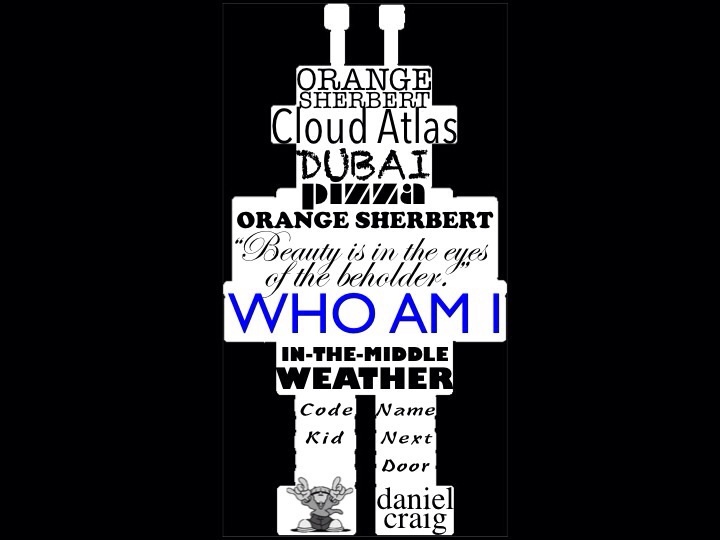 ORANGE
SHERBERT
Cloud Atlas
DUBAI
pizza
ORANGE SHERBERT
“Beauty is in the eyes
of the beholder.”
WHO AM I
IN-THE-MIDDLE
WEATHER
Code Name
Kid Next
Door
daniel
craig